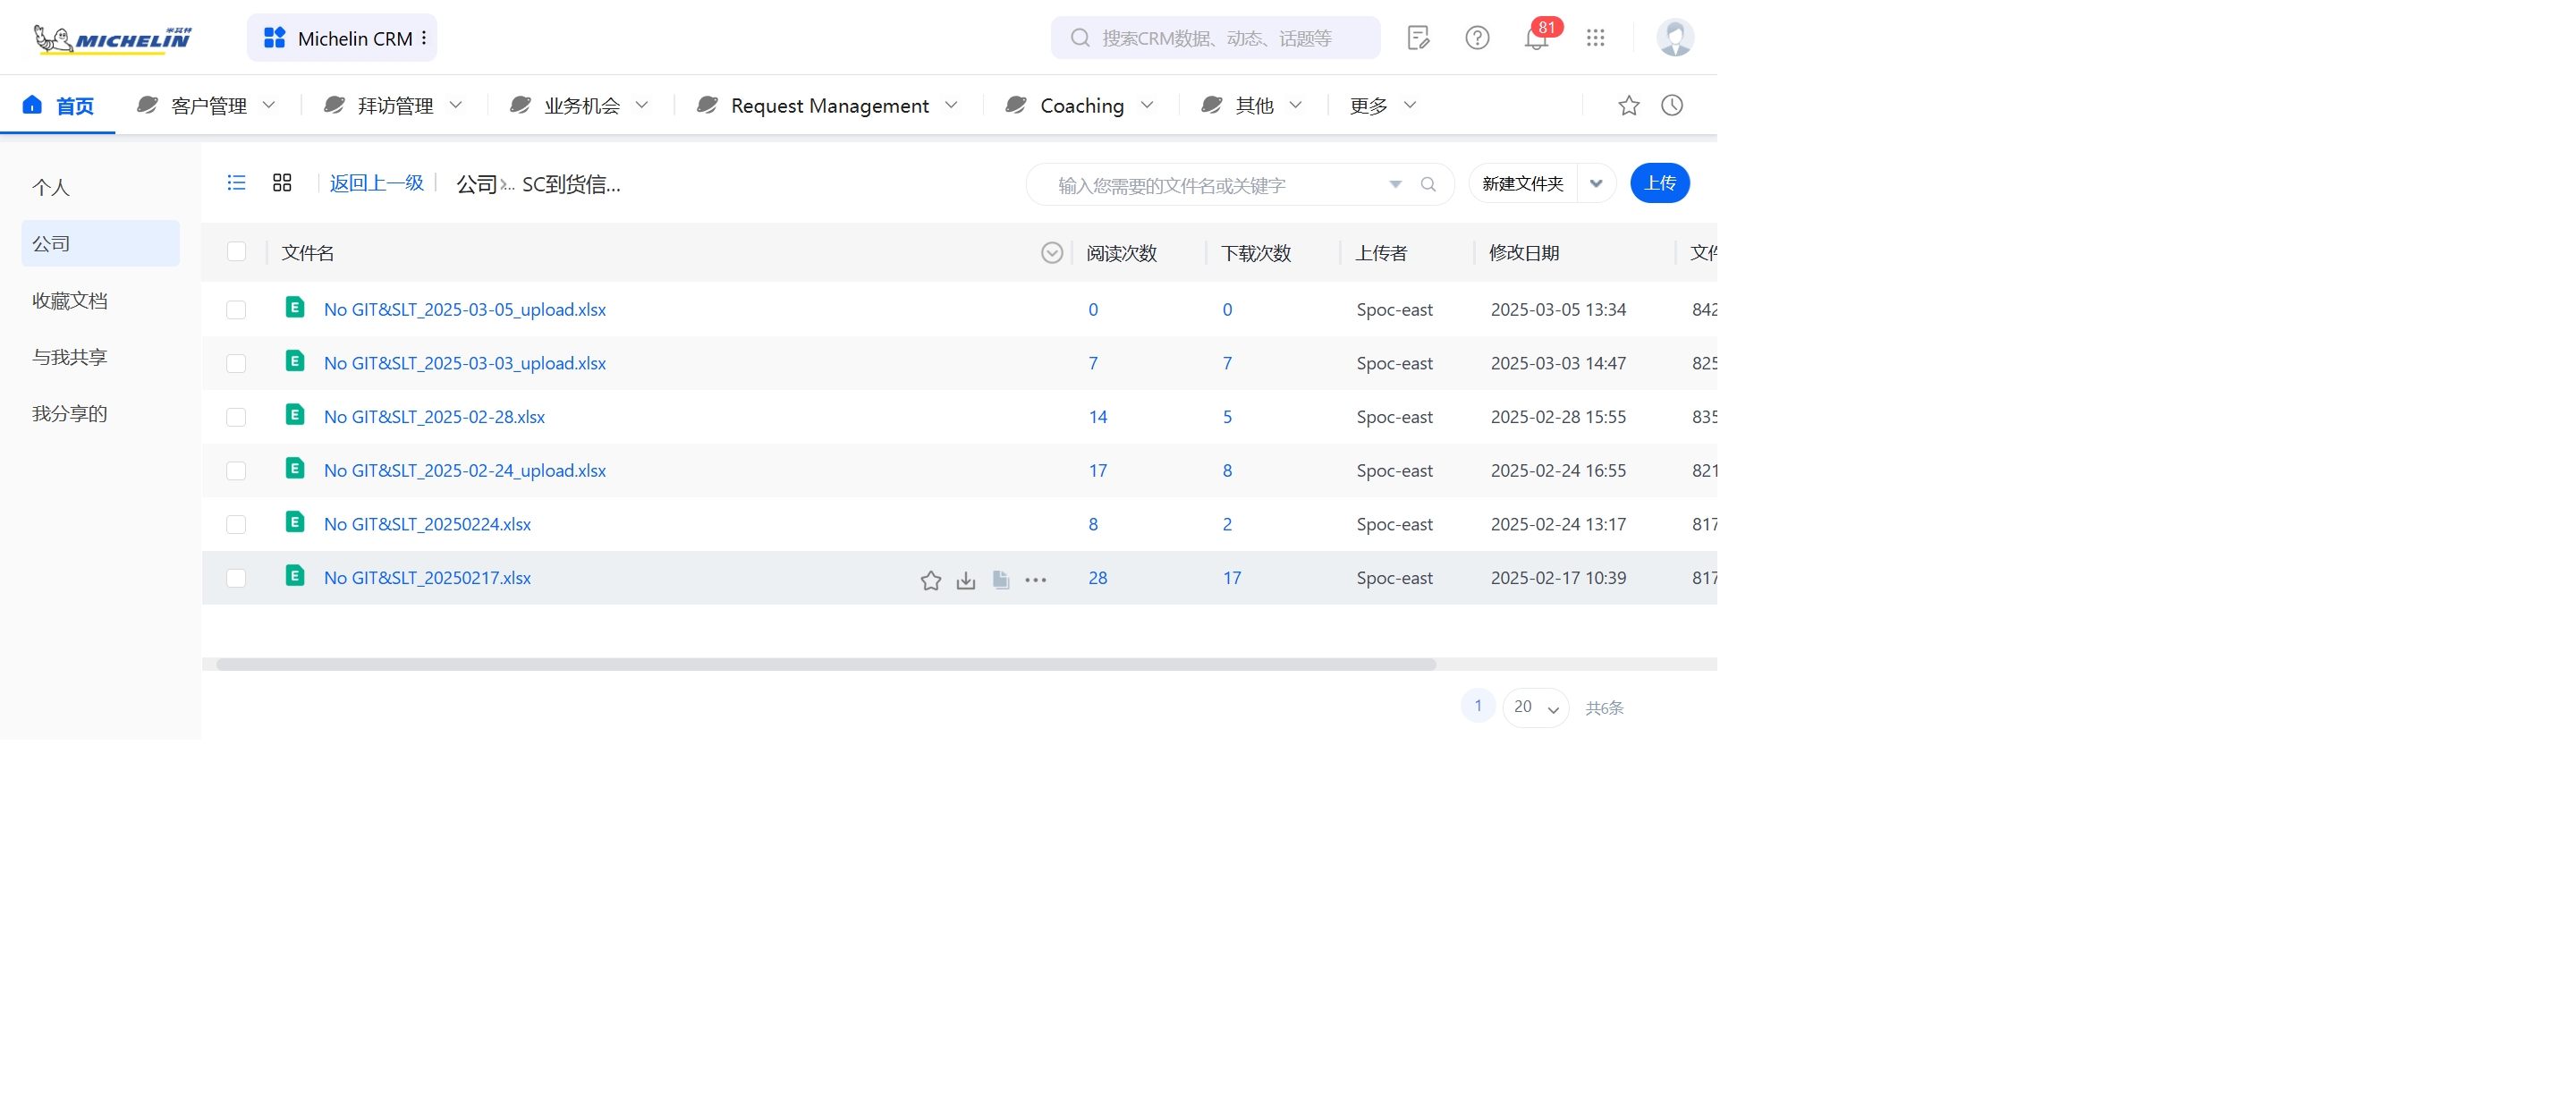 米其林
MICHELIN
Michelin CRM
搜索CRM数据、动态、话题等
81
首页
客户管理
拜访管理
业务机会
Request Management
Coaching
其他
更多
个人
公司
收藏文档
与我共享
我分享的
返回上一级
公司 ... SC到货信...
输入您需要的文件名或关键字
新建文件夹
上传
文件名 阅读次数 下载次数 上传者 修改日期 文件
E No GIT&SLT_2025-03-05_upload.xlsx 0 0 Spoc-east 2025-03-05 13:34 842
E No GIT&SLT_2025-03-03_upload.xlsx 7 7 Spoc-east 2025-03-03 14:47 825
E No GIT&SLT_2025-02-28.xlsx 14 5 Spoc-east 2025-02-28 15:55 835
E No GIT&SLT_2025-02-24_upload.xlsx 17 8 Spoc-east 2025-02-24 16:55 821
E No GIT&SLT_20250224.xlsx 8 2 Spoc-east 2025-02-24 13:17 817
E No GIT&SLT_20250217.xlsx 28 17 Spoc-east 2025-02-17 10:39 817
1 20 共6条